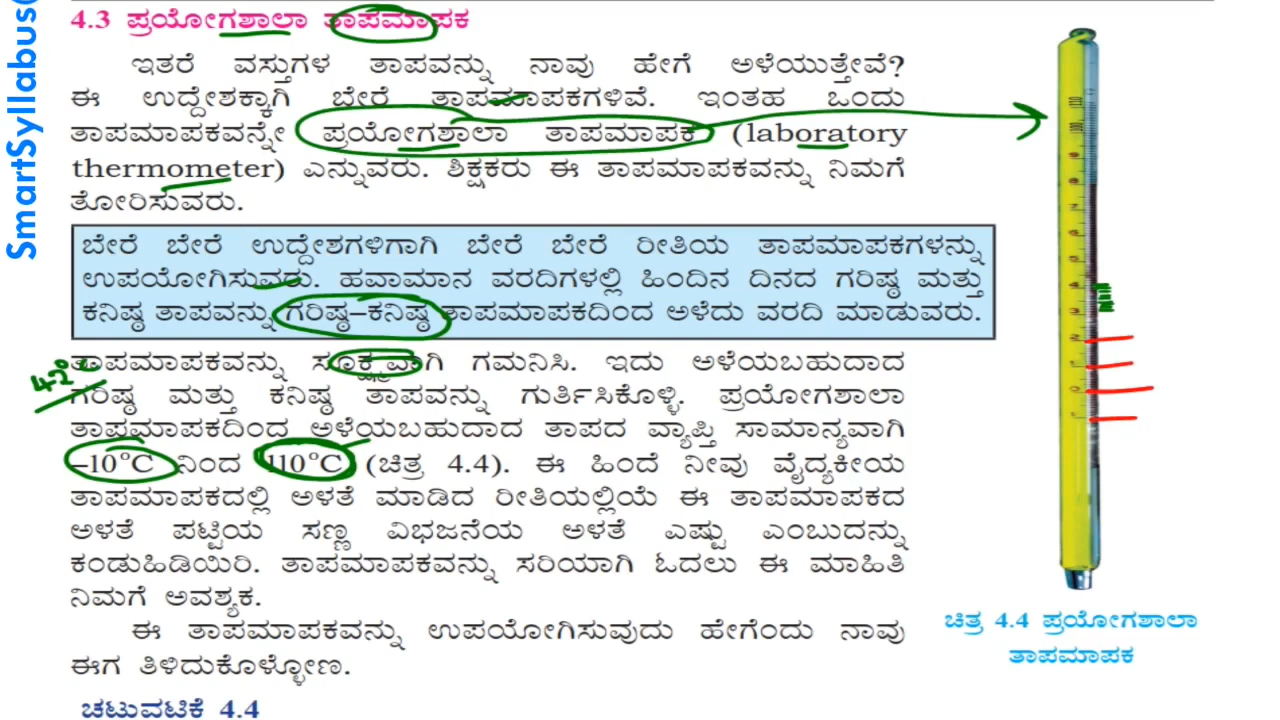 SmartSyllabus
4.3 ಪ್ರಯೋಗಶಾಲಾ ತಾಪಮಾಪಕ
ಇತರೆ ವಸ್ತುಗಳ ತಾಪವನ್ನು ನಾವು ಹೇಗೆ ಅಳೆಯುತ್ತೇವೆ?
ಈ ಉದ್ದೇಶಕ್ಕಾಗಿ ಬೇರೆ ತಾಪಮಾಪಕಗಳಿವೆ. ಇಂತಹ ಒಂದು
ತಾಪಮಾಪಕವನ್ನೇ ಪ್ರಯೋಗಶಾಲಾ ತಾಪಮಾಪಕ (laboratory
thermometer) ಎನ್ನುವರು. ಶಿಕ್ಷಕರು ಈ ತಾಪಮಾಪಕವನ್ನು ನಿಮಗೆ
ತೋರಿಸುವರು.
ಬೇರೆ ಬೇರೆ ಉದ್ದೇಶಗಳಿಗಾಗಿ ಬೇರೆ ಬೇರೆ ರೀತಿಯ ತಾಪಮಾಪಕಗಳನ್ನು
ಉಪಯೋಗಿಸುವರು. ಹವಾಮಾನ ವರದಿಗಳಲ್ಲಿ ಹಿಂದಿನ ದಿನದ ಗರಿಷ್ಠ ಮತ್ತು
ಕನಿಷ್ಠ ತಾಪವನ್ನು ಗರಿಷ್ಠ-ಕನಿಷ್ಠ ತಾಪಮಾಪಕದಿಂದ ಅಳೆದು ವರದಿ ಮಾಡುವರು.
ತಾಪಮಾಪಕವನ್ನು ಸೂಕ್ಷ್ಮವಾಗಿ ಗಮನಿಸಿ. ಇದು ಅಳೆಯಬಹುದಾದ
42°c
ಗರಿಷ್ಠ ಮತ್ತು ಕನಿಷ್ಠ ತಾಪವನ್ನು ಗುರ್ತಿಸಿಕೊಳ್ಳಿ. ಪ್ರಯೋಗಶಾಲಾ
ತಾಪಮಾಪಕದಿಂದ ಅಳೆಯಬಹುದಾದ ತಾಪದ ವ್ಯಾಪ್ತಿ ಸಾಮಾನ್ಯವಾಗಿ
–10°C ನಿಂದ 110°C (ಚಿತ್ರ 4.4). ಈ ಹಿಂದೆ ನೀವು ವೈದ್ಯಕೀಯ
ತಾಪಮಾಪಕದಲ್ಲಿ ಅಳತೆ ಮಾಡಿದ ರೀತಿಯಲ್ಲಿಯೆ ಈ ತಾಪಮಾಪಕದ
ಅಳತೆ ಪಟ್ಟಿಯ ಸಣ್ಣ ವಿಭಜನೆಯ ಅಳತೆ ಎಷ್ಟು ಎಂಬುದನ್ನು
ಕಂಡುಹಿಡಿಯಿರಿ. ತಾಪಮಾಪಕವನ್ನು ಸರಿಯಾಗಿ ಓದಲು ಈ ಮಾಹಿತಿ
ನಿಮಗೆ ಅವಶ್ಯಕ.
ಈ ತಾಪಮಾಪಕವನ್ನು ಉಪಯೋಗಿಸುವುದು ಹೇಗೆಂದು ನಾವು
ಈಗ ತಿಳಿದುಕೊಳ್ಳೋಣ.
ಚಟುವಟಿಕೆ 4.4
ಚಿತ್ರ 4.4 ಪ್ರಯೋಗಶಾಲಾ
ತಾಪಮಾಪಕ